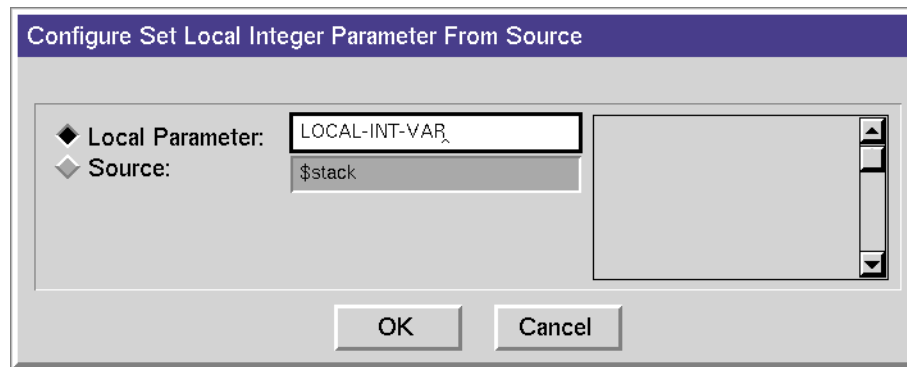 Configure Set Local Integer Parameter From Source
Local Parameter: LOCAL-INT-VAR
Source: $stack
OK Cancel